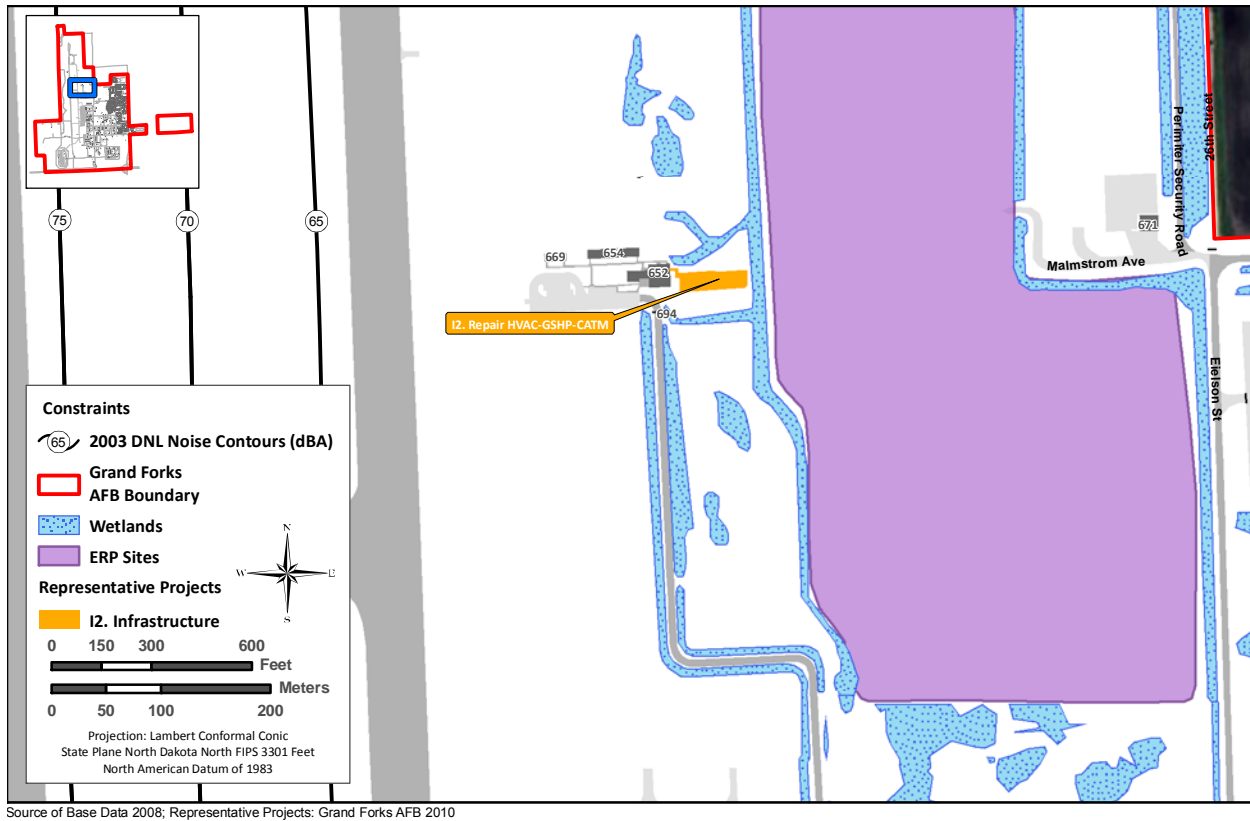 75
70
65
669
654
652
694
671
I2. Repair HVAC-GSHP-CATM
Malmstrom Ave
Perimiter Security Road
26th Street
Eielson St
Constraints
65 2003 DNL Noise Contours (dBA)
Grand Forks
AFB Boundary
Wetlands
ERP Sites
N
W E
S
Representative Projects
I2. Infrastructure
0 150 300 600
Feet
Meters
0 50 100 200
Projection: Lambert Conformal Conic
State Plane North Dakota North FIPS 3301 Feet
North American Datum of 1983
Source of Base Data 2008; Representative Projects: Grand Forks AFB 2010